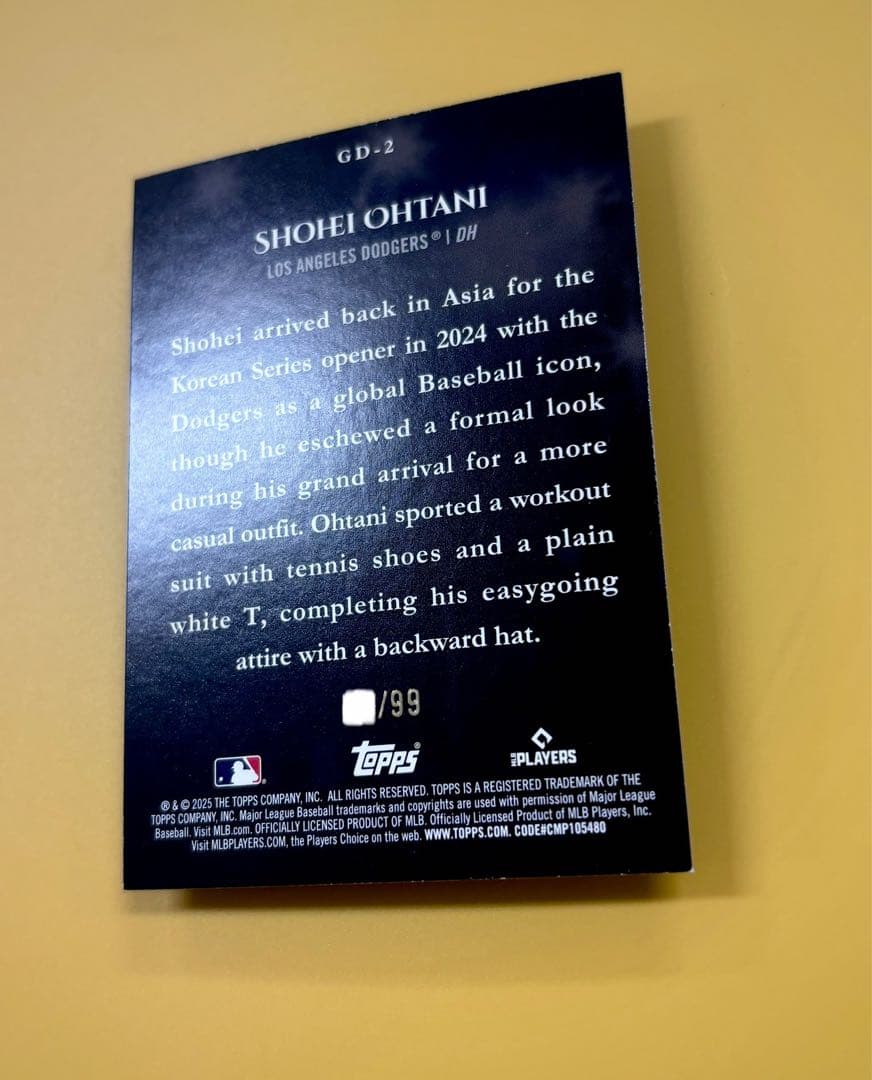 GD-2
SHOHEI OHTANI
LOS ANGELES DODGERS® | DH
Shohei arrived back in Asia for the
Korean Series opener in 2024 with the
Dodgers as a global Baseball icon,
though he eschewed a formal look
during his grand arrival for a more
casual outfit. Ohtani sported a workout
suit with tennis shoes and a plain
white T, completing his easygoing
attire with a backward hat.
/99
Topps®
MLB PLAYERS
® & © 2025 THE TOPPS COMPANY, INC. ALL RIGHTS RESERVED. TOPPS IS A REGISTERED TRADEMARK OF THE
TOPPS COMPANY, INC. Major League Baseball trademarks and copyrights are used with permission of Major League
Baseball. Visit MLB.com. OFFICIALLY LICENSED PRODUCT OF MLB. Officially Licensed Product of MLB Players, Inc.
Visit MLBPLAYERS.COM, the Players Choice on the web. WWW.TOPPS.COM. CODE#CMP105480